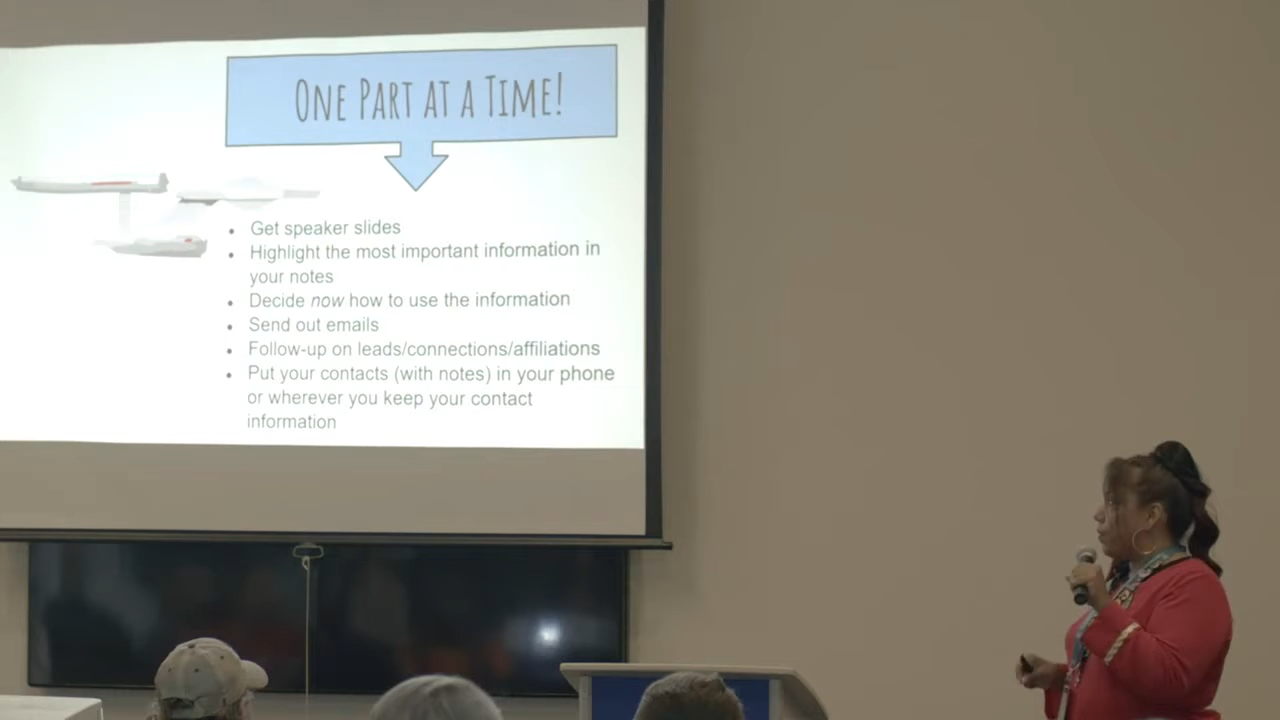 ONE PART AT A TIME!
• Get speaker slides
• Highlight the most important information in
your notes
• Decide now how to use the information
• Send out emails
• Follow-up on leads/connections/affiliations
• Put your contacts (with notes) in your phone
or wherever you keep your contact
information